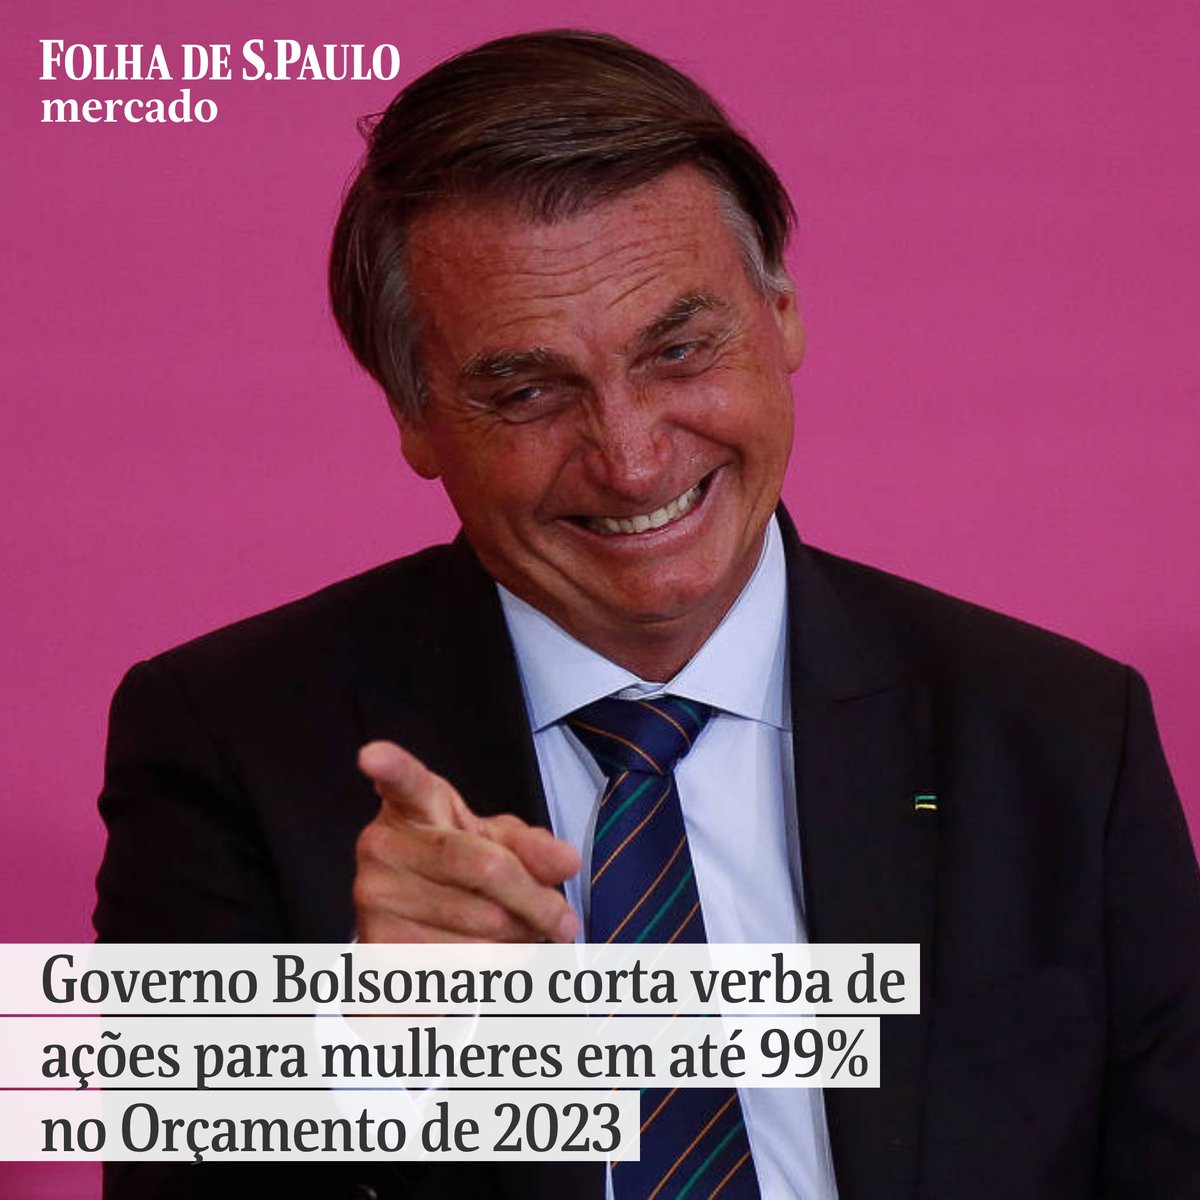 FOLHA DE S.PAULO
mercado
Governo Bolsonaro corta verba de
ações para mulheres em até 99%
no Orçamento de 2023